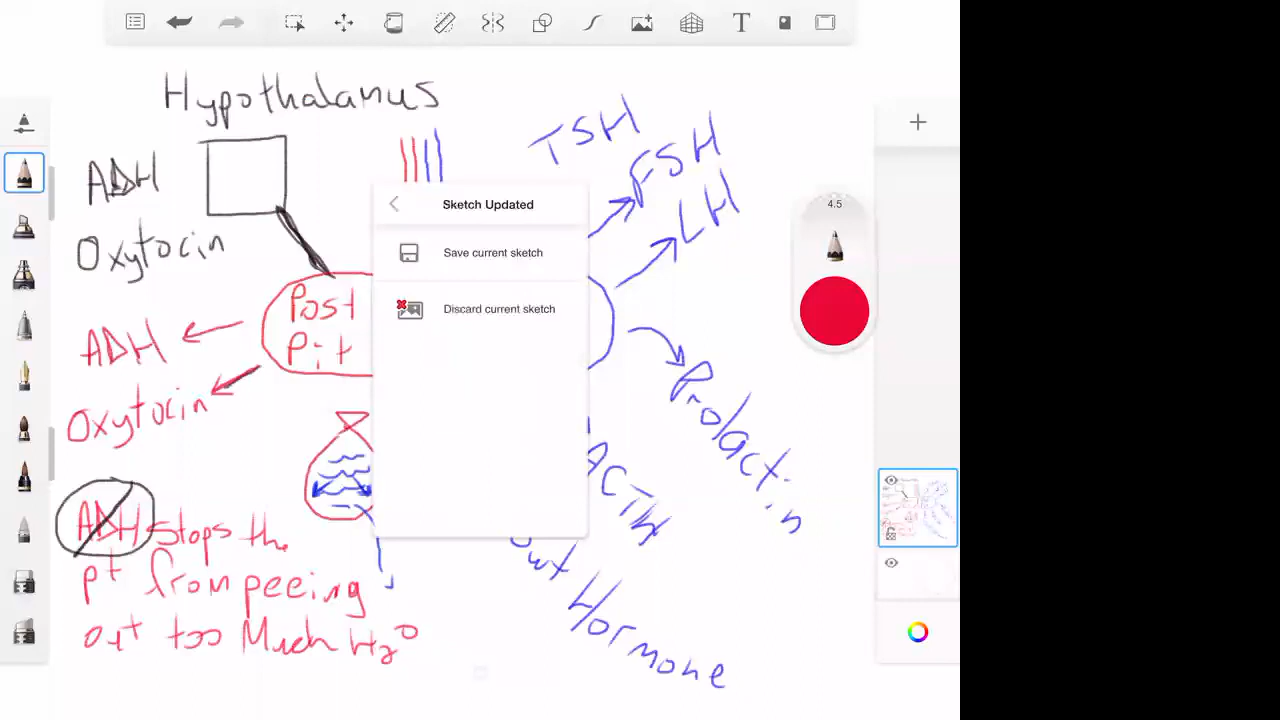 Hypothalamus
ADH
Oxytocin
TSH
FSH
LH
4.5
Sketch Updated
Save current sketch
Discard current sketch
Post
Pit
ADH
Oxytocin
Prolactin
ACTH
ADH stops the
pt from peeing
out too Much H2O
Hormone